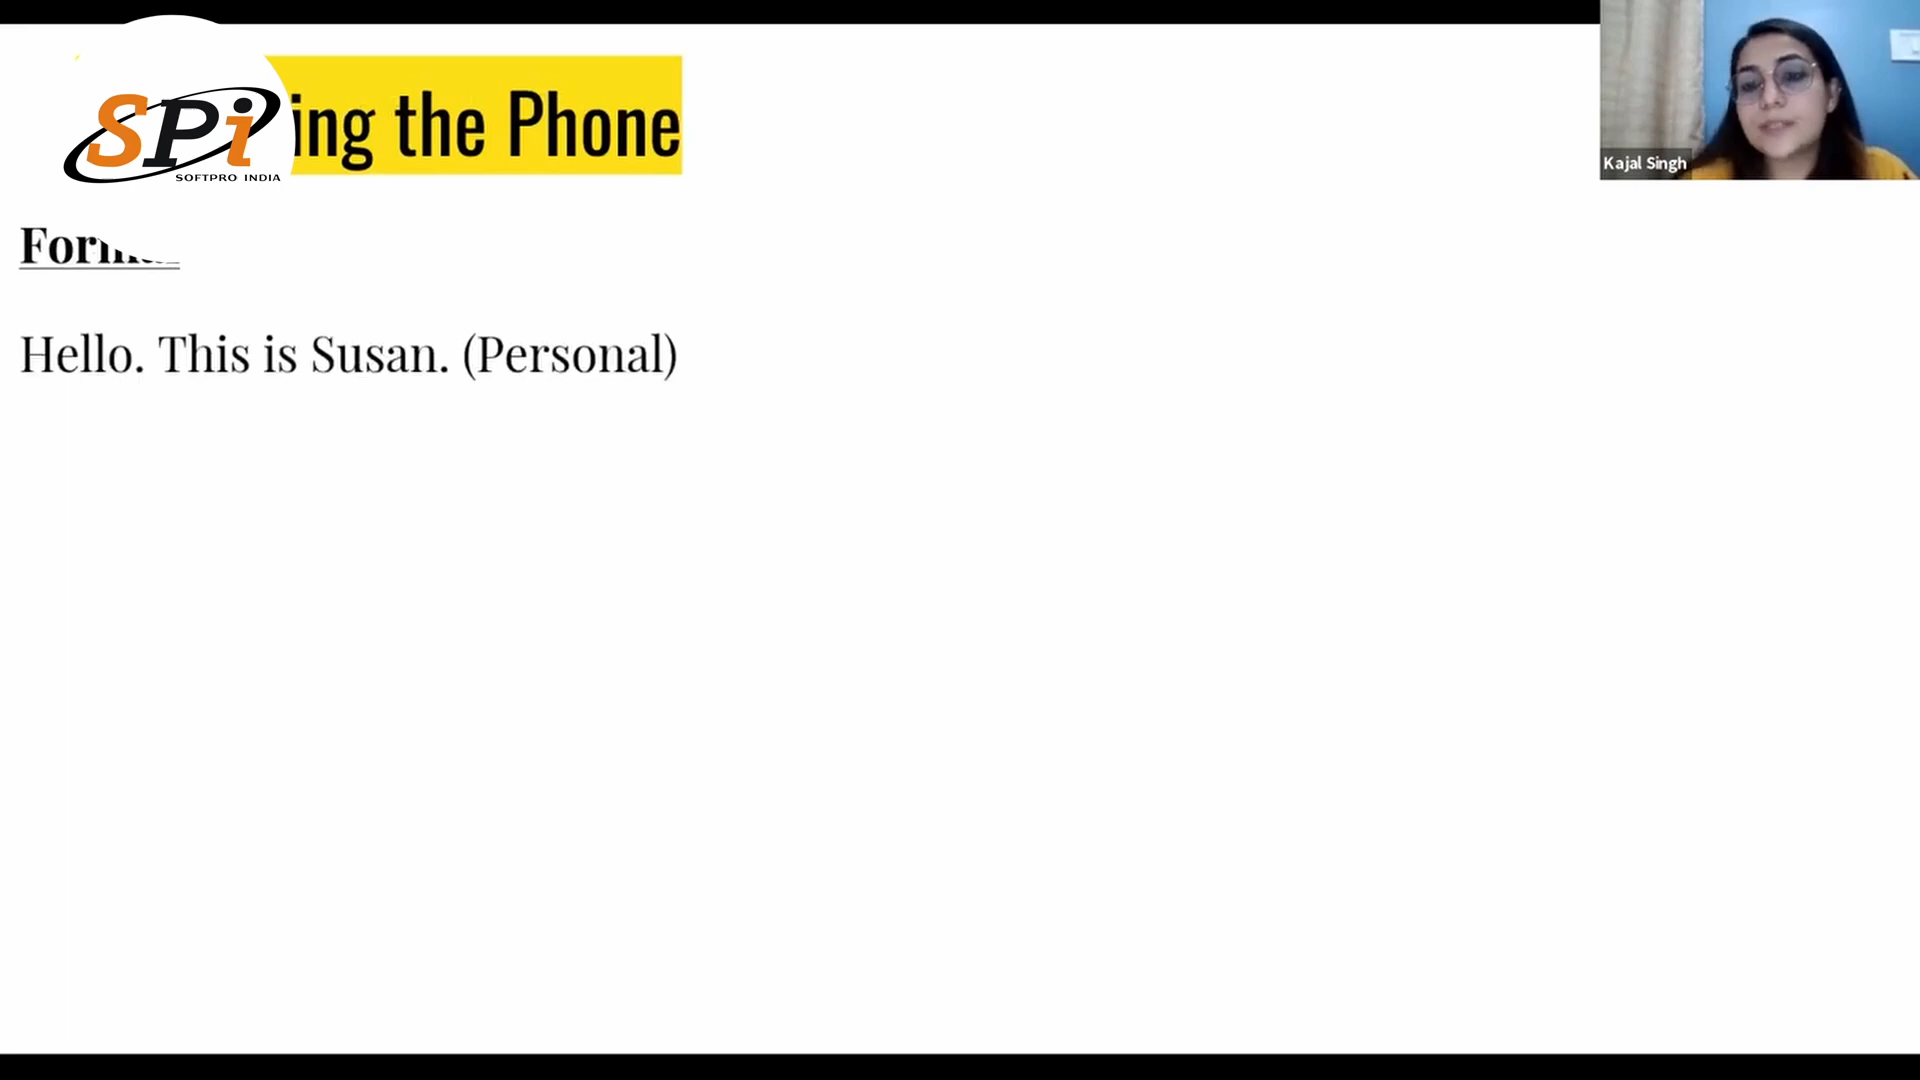 ing the Phone
SPi
SOFTPRO INDIA
Kajal Singh
Hello. This is Susan. (Personal)